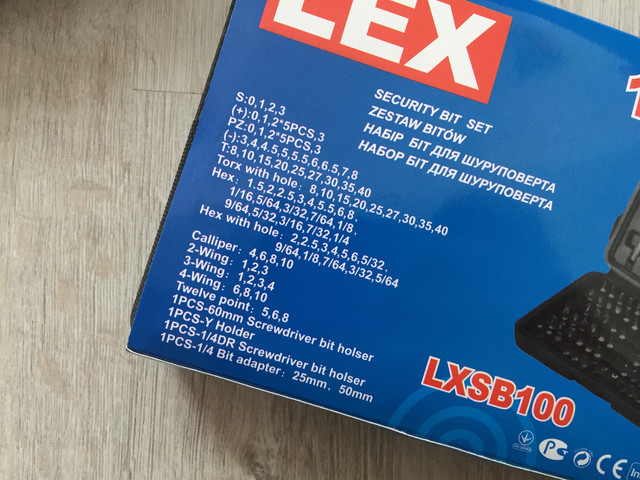 LEX
SECURITY BIT SET
ZESTAW BITÓW
НАБІР БІТ ДЛЯ ШУРУПОВЕРТА
НАБОР БІТ ДЛЯ ШУРУПОВЕРТА
S:0,1,2,3
(+):0,1,2*5PCS,3
PZ:0,1,2*5PCS,3
(-):3,4,4.5,5,5.5,6,6.5,7,8
T:8,10,15,20,25,27,30,35,40
Torx with hole: 8,10,15,20,25,27,30,35,40
Hex: 1.5,2,2.5,3,4,5,5,6,8,
1/16,5/64,3/32,7/64,1/8,
9/64,5/32,3/16,7/32,1/4
Hex with hole: 2,2.5,3,4,5,6,5/32,
9/64,1/8,7/64,3/32,5/64
Calliper: 4,6,8,10
2-Wing: 1,2,3
3-Wing: 1,2,3,4
4-Wing: 6,8,10
Twelve point: 5,6,8
1PCS-60mm Screwdriver bit holser
1PCS-Y Holder
1PCS-1/4DR Screwdriver bit holser
1PCS-1/4 Bit adapter: 25mm, 50mm
LXSB100
CE